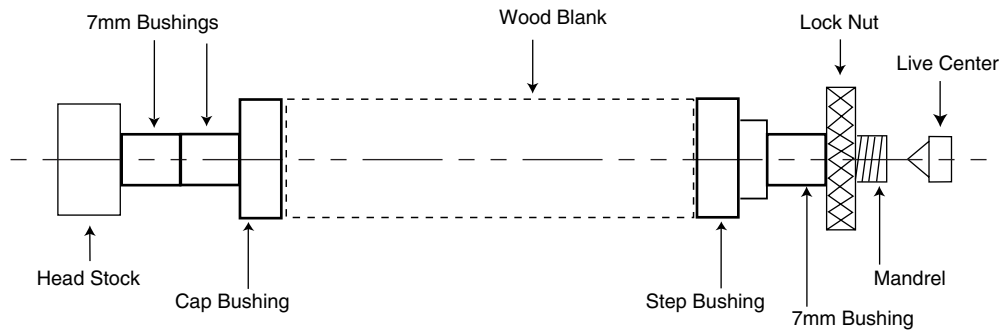 Wood Blank
7mm Bushings
Lock Nut
Live Center
Head Stock
Cap Bushing
Step Bushing
Mandrel
7mm Bushing